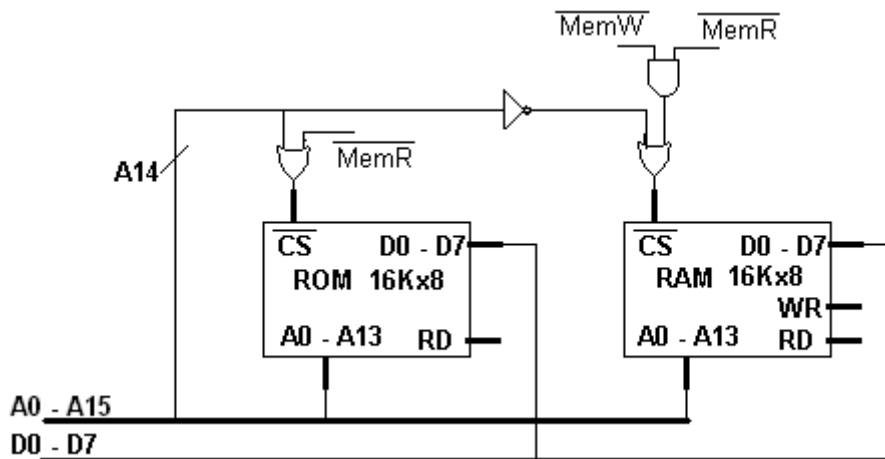 MemW MemR
MemR
A14
CS D0 - D7
ROM 16Kx8
A0 - A13 RD
CS D0 - D7
RAM 16Kx8
WR
A0 - A13 RD
A0 - A15
D0 - D7